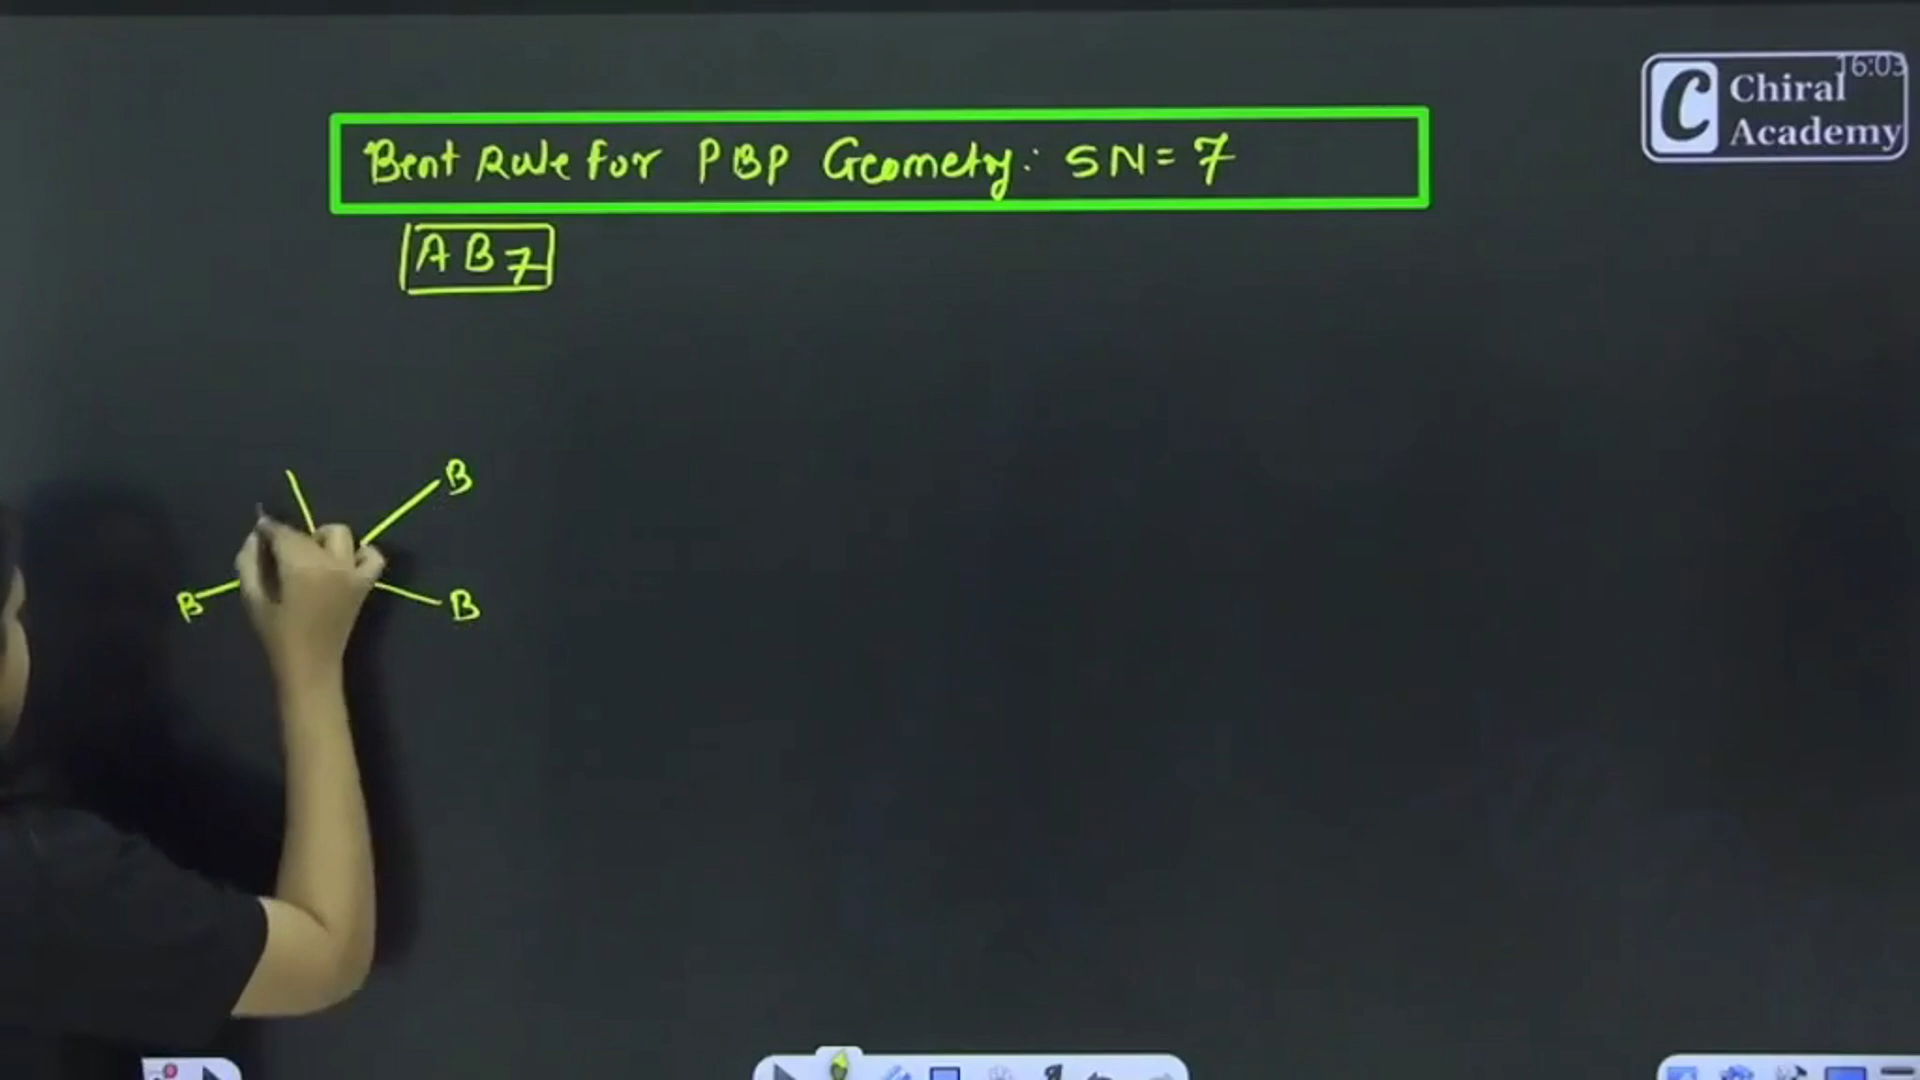 16:03
Chiral
Academy
Bent Rule for PBP Geometry: SN=7
AB7
B
B
B